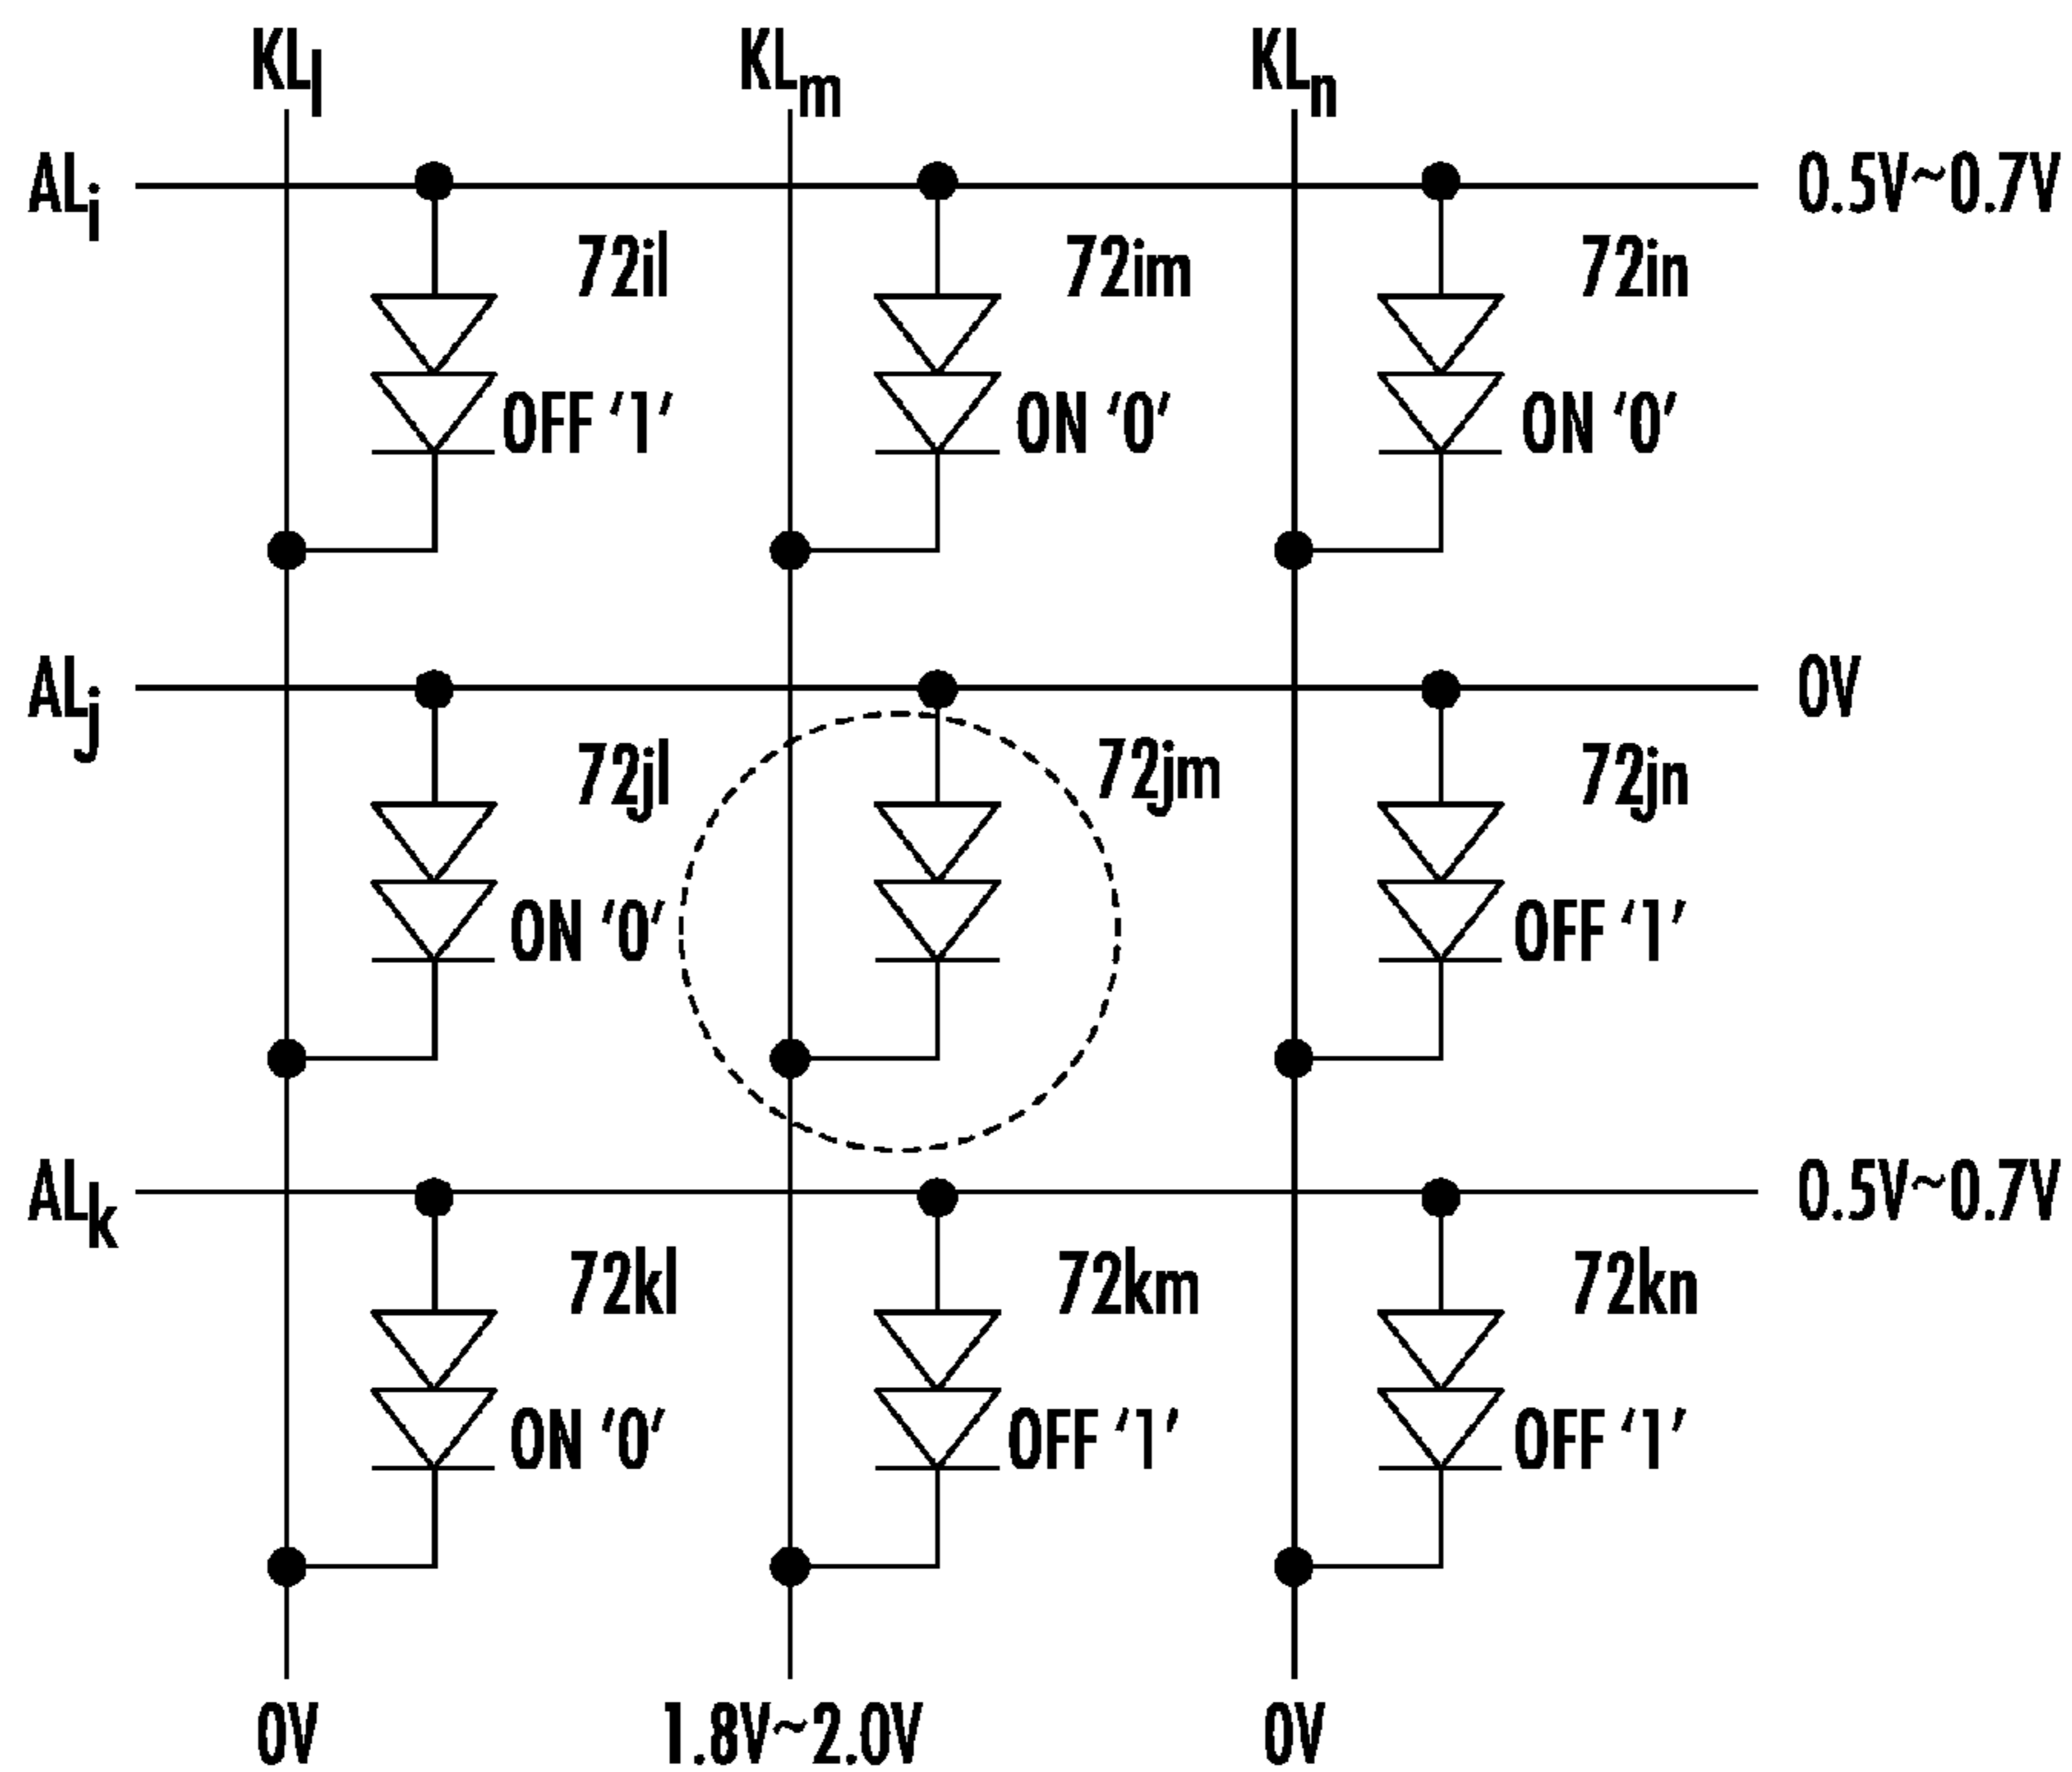 KLl KLm KLn
ALi 0.5V~0.7V
72il 72im 72in
OFF '1' ON '0' ON '0'
ALj 0V
72jl 72jm 72jn
ON '0' OFF '1'
ALk 0.5V~0.7V
72kl 72km 72kn
ON '0' OFF '1' OFF '1'
0V 1.8V~2.0V 0V